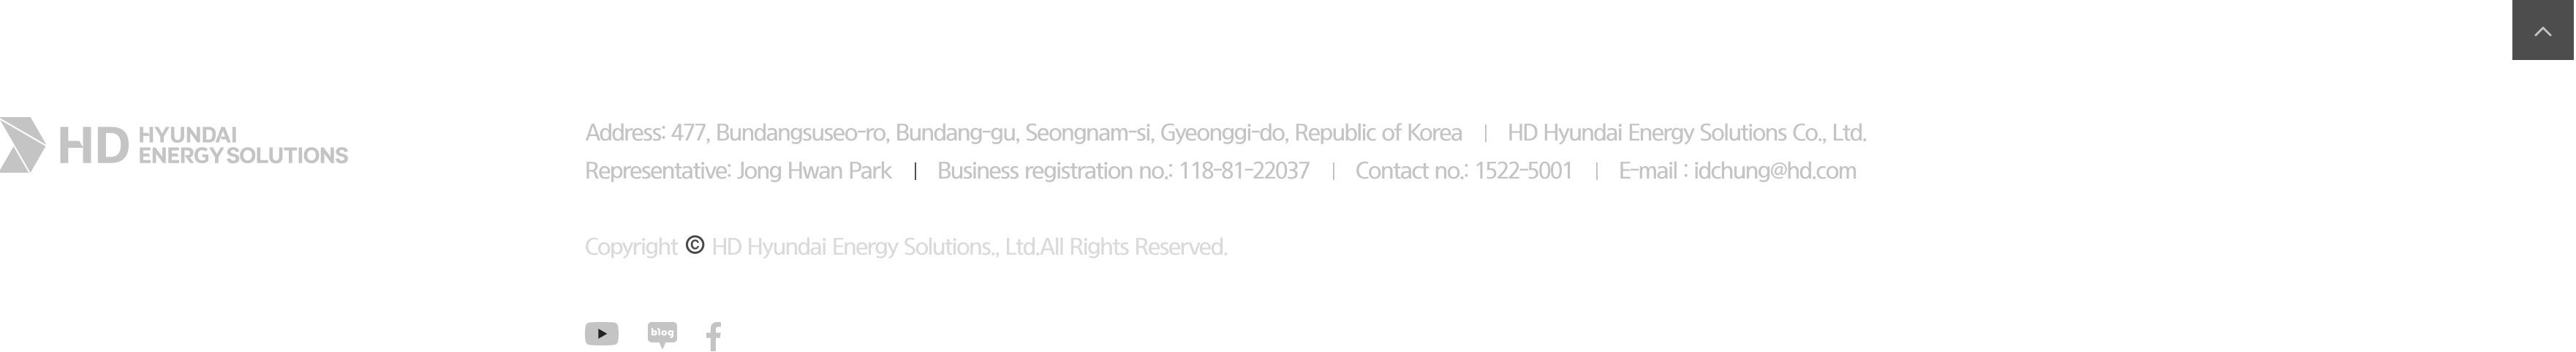 HD HYUNDAI
ENERGY SOLUTIONS
Address: 477, Bundangsuseo-ro, Bundang-gu, Seongnam-si, Gyeonggi-do, Republic of Korea | HD Hyundai Energy Solutions Co., Ltd.
Representative: Jong Hwan Park | Business registration no.: 118-81-22037 | Contact no.: 1522-5001 | E-mail : idchung@hd.com
Copyright © HD Hyundai Energy Solutions., Ltd.All Rights Reserved.
blog